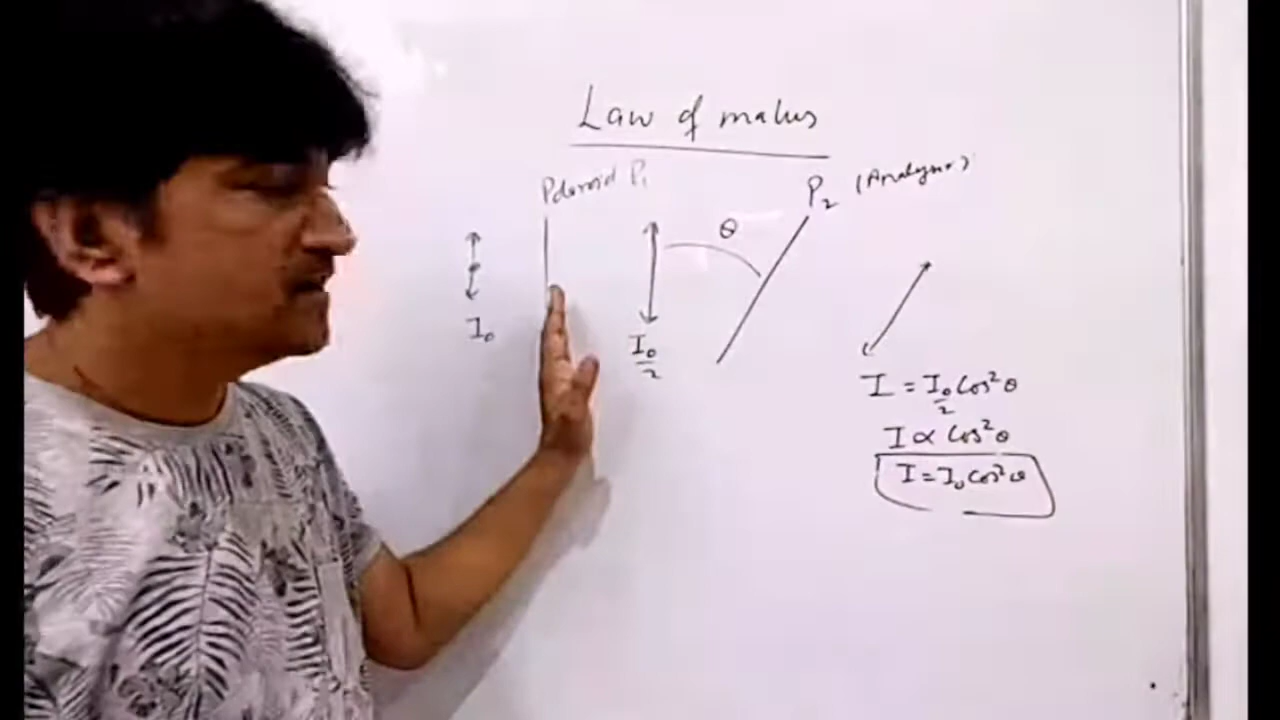 Law of malus
Polaroid P₁
P₂ (Analyser)
θ
I₀
I₀/2
I = I₀/2 Cos²θ
I ∝ Cos²θ
I = I₀ Cos²θ